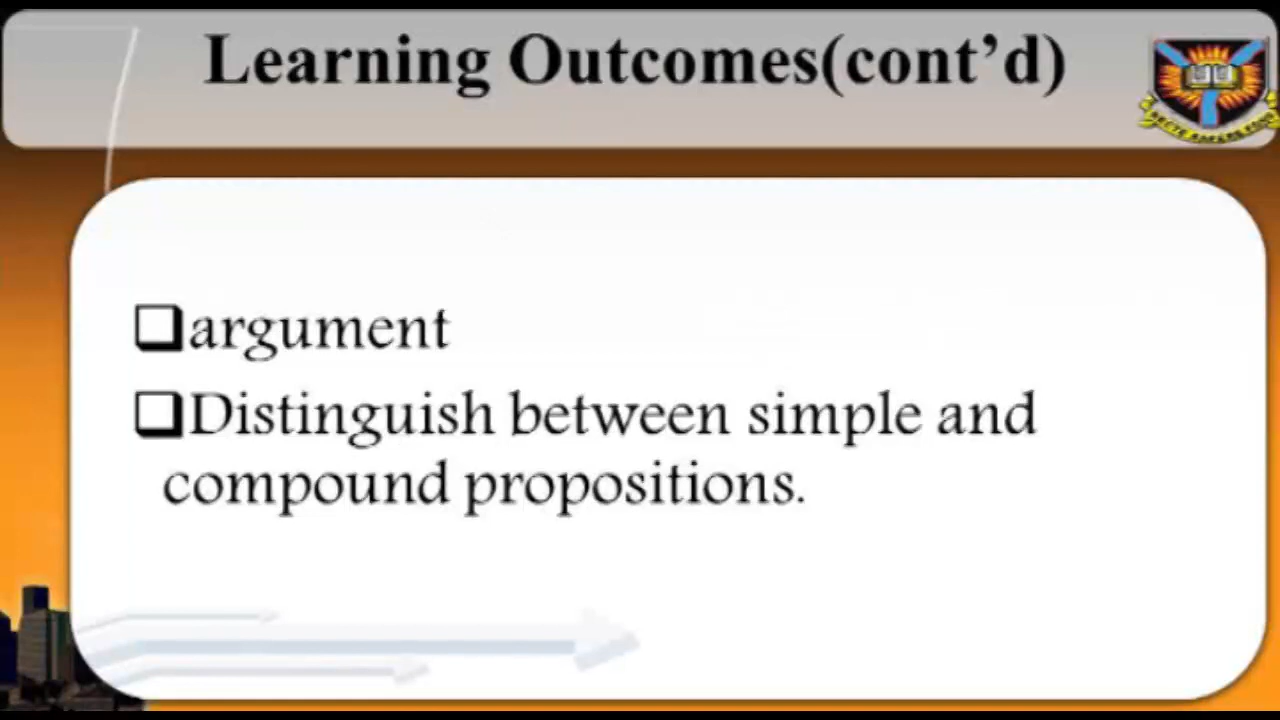 Learning Outcomes(cont’d)
argument
Distinguish between simple and
compound propositions.